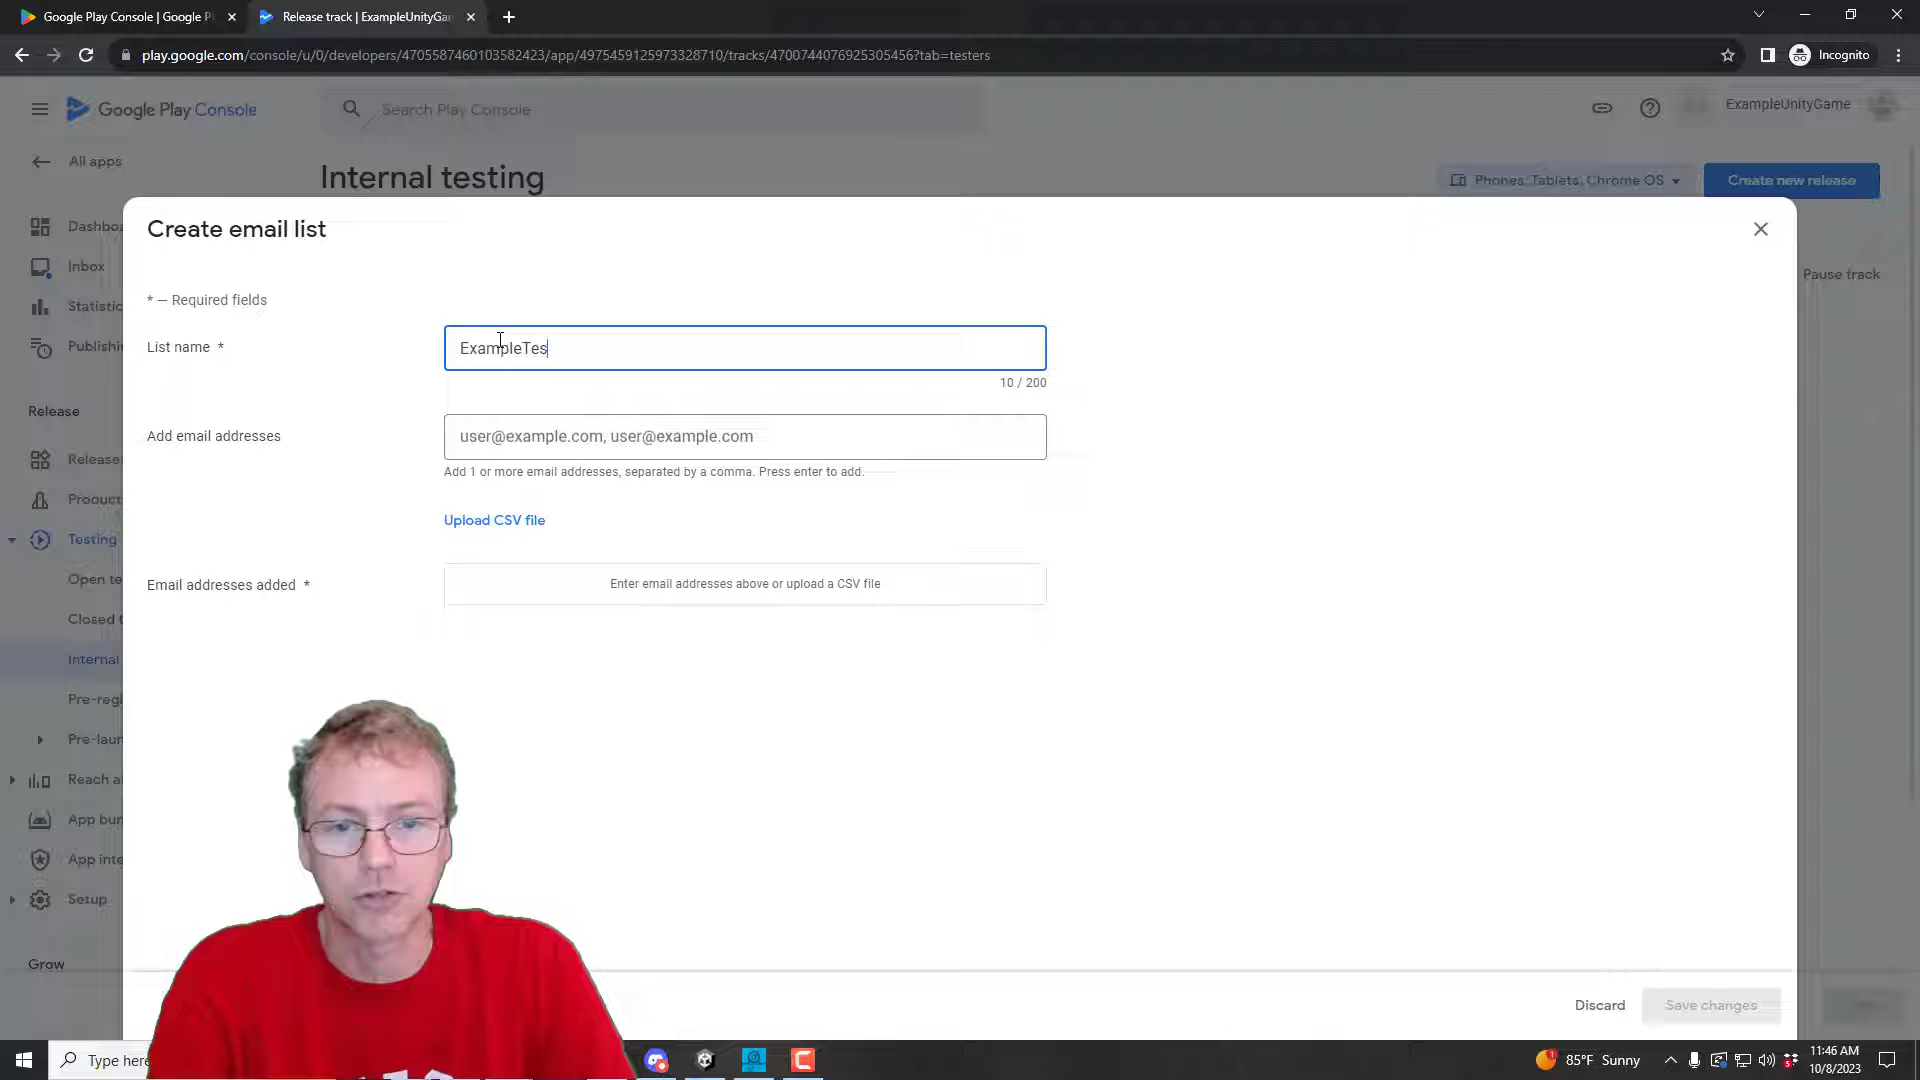 Google Play Console | Google P
Release track | ExampleUnityGam
play.google.com/console/u/0/developers/4705587460103582423/app/4975459125973328710/tracks/4700744076925305456?tab=testers
Incognito
Google Play Console
Search Play Console
ExampleUnityGame
All apps
Internal testing
Phones, Tablets, Chrome OS
Create new release
Pause track
Dashboa
Inbox
Statistic
Publishi
Release
Release
Product
Testing
Open te
Closed t
Internal
Pre-regi
Pre-laun
Reach a
App bun
App inte
Setup
Grow
Create email list
* — Required fields
List name *
ExampleTes
10 / 200
Add email addresses
user@example.com, user@example.com
Add 1 or more email addresses, separated by a comma. Press enter to add.
Upload CSV file
Email addresses added *
Enter email addresses above or upload a CSV file
Discard
Save changes
Type here
85°F Sunny
11:46 AM
10/8/2023